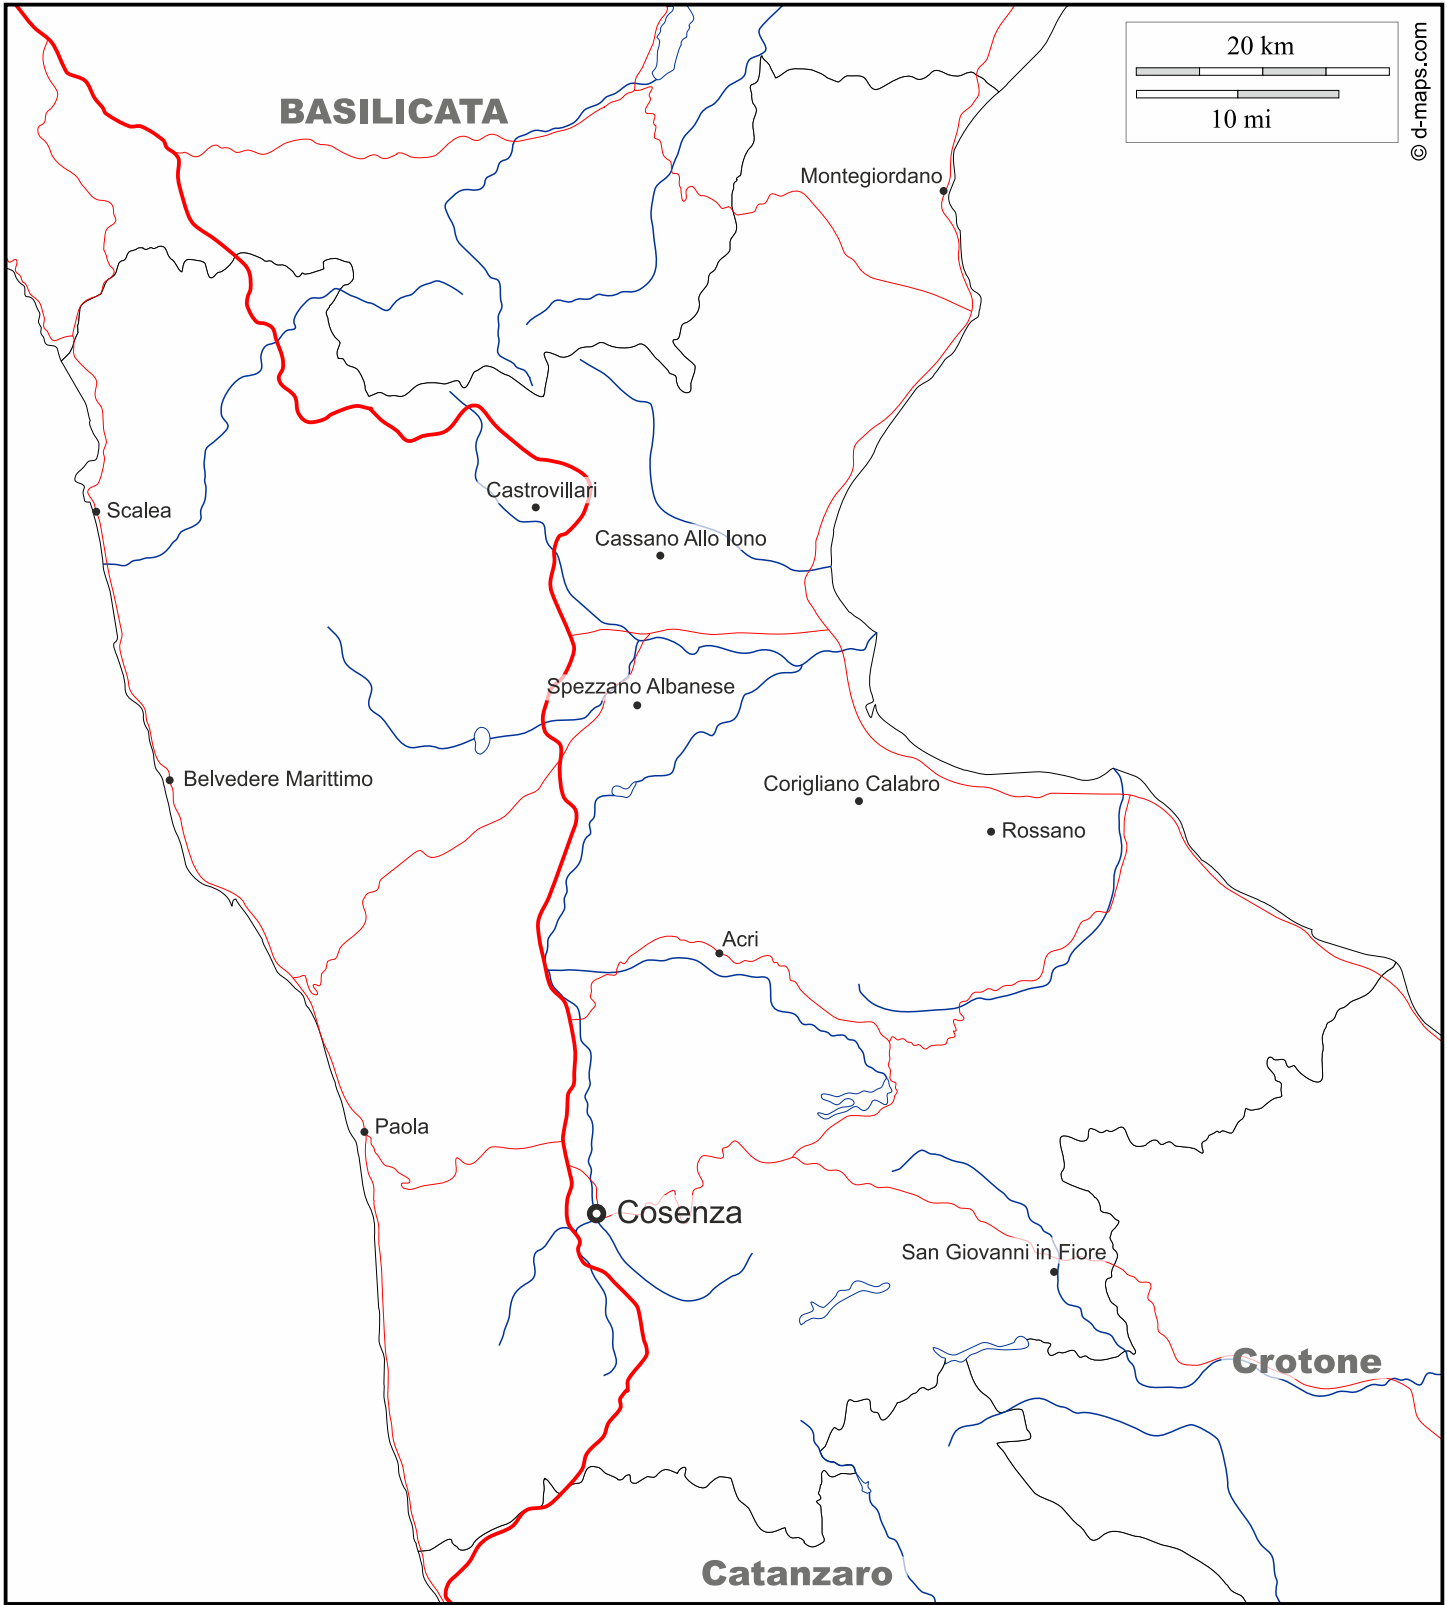 20 km
10 mi
© d-maps.com
BASILICATA
Montegiordano
Castrovillari
Scalea
Cassano Allo Iono
Spezzano Albanese
Belvedere Marittimo
Corigliano Calabro
Rossano
Acri
Paola
Cosenza
San Giovanni in Fiore
Crotone
Catanzaro